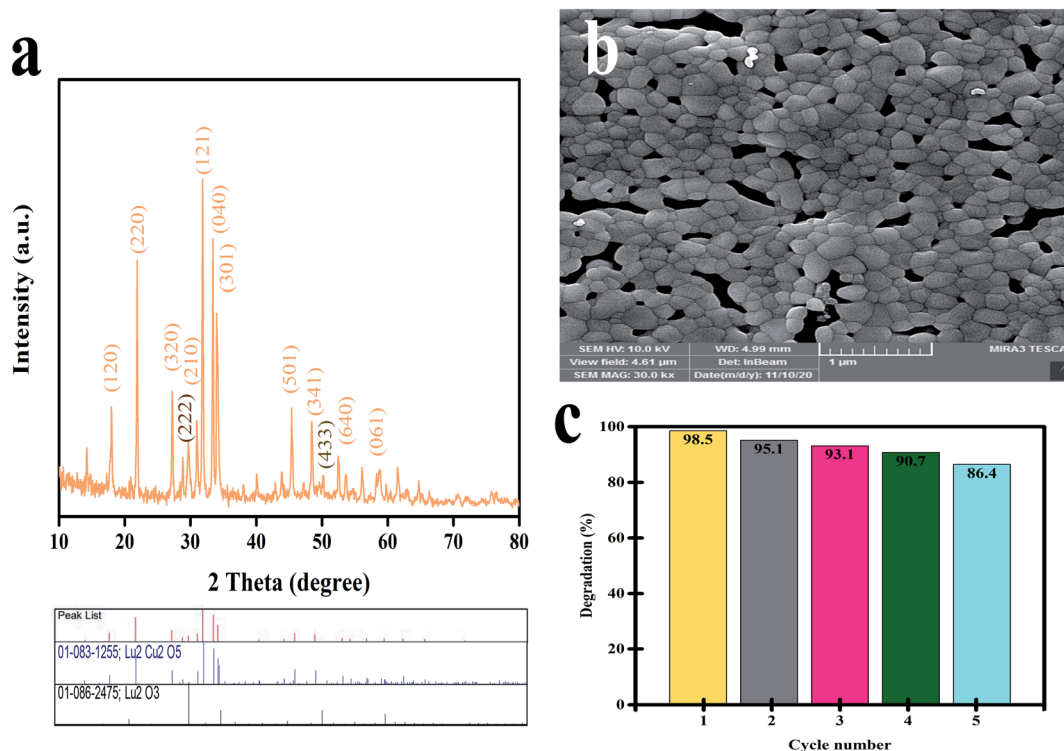 a
Intensity (a.u.)
(120)
(220)
(320)
(222)
(210)
(121)
(040)
(301)
(501)
(341)
(433)
(640)
(061)
10 20 30 40 50 60 70 80
2 Theta (degree)
Peak List
01-083-1255; Lu2 Cu2 O5
01-086-2475; Lu2 O3
b
SEM HV: 10.0 kV WD: 4.99 mm MIRA3 TESCA
View field: 4.61 µm Det: InBeam 1 µm
SEM MAG: 30.0 kx Date(m/d/y): 11/10/20
c
Degradation (%)
100
80
60
40
20
0
98.5 95.1 93.1 90.7 86.4
1 2 3 4 5
Cycle number